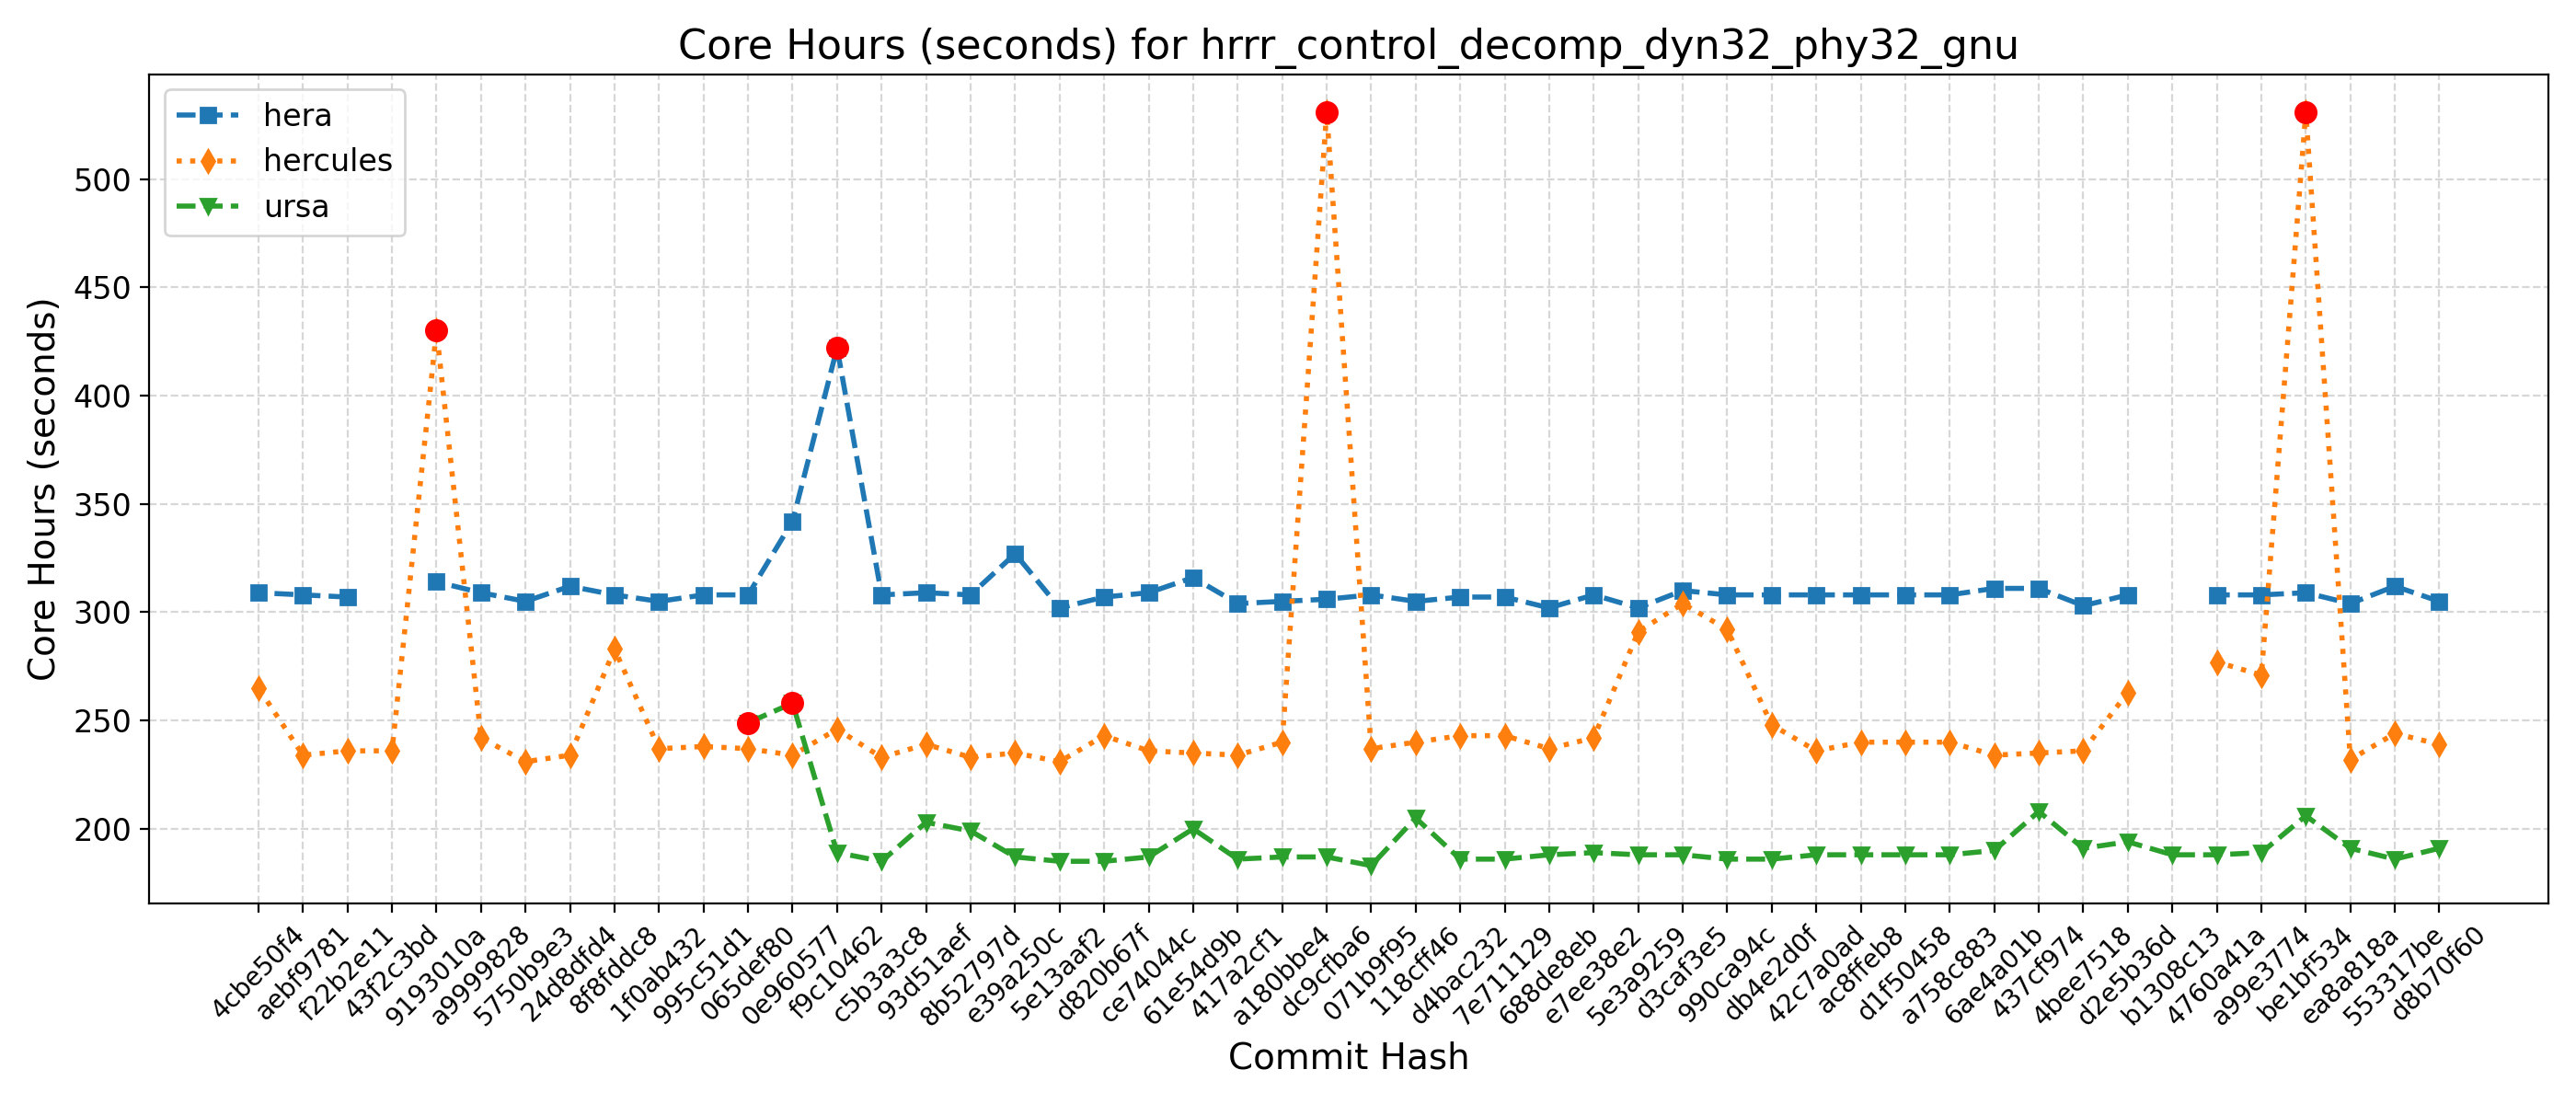 Core Hours (seconds) for hrrr_control_decomp_dyn32_phy32_gnu
hera
hercules
ursa
Core Hours (seconds)
500
450
400
350
300
250
200
4cbe50f4
aebf9781
f22b2e11
43f2c3bd
9193010a
a9999828
5750b9e3
24d8dfd4
8f8fddc8
1f0ab432
995c51d1
065def80
0e960577
f9c10462
c5b3a3c8
93d51aef
8b52797d
e39a250c
5e13aaf2
d820b67f
ce74044c
61e54d9b
417a2cf1
a180bbe4
dc9cfba6
071b9f95
118cff46
d4bac232
7e711129
688de8eb
e7ee38e2
5e3a9259
d3caf3e5
990ca94c
db4e2d0f
42c7a0ad
ac8ffeb8
d1f50458
a758c883
6ae4a01b
437cf974
4bee7518
d2e5b36d
b1308c13
4760a41a
a99e3774
be1bf534
ea8a818a
553317be
d8b70f60
Commit Hash